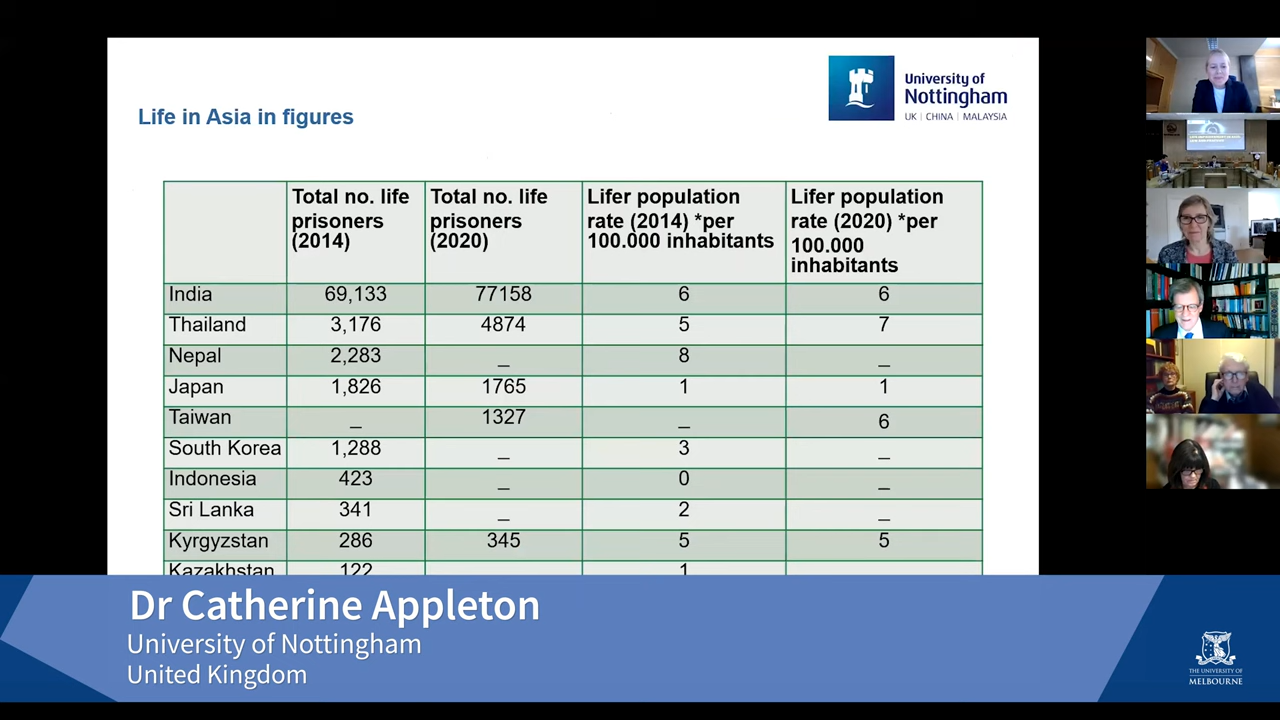 Life in Asia in figures
University of
Nottingham
UK | CHINA | MALAYSIA
Total no. life prisoners (2014)
Total no. life prisoners (2020)
Lifer population rate (2014) *per 100.000 inhabitants
Lifer population rate (2020) *per 100.000 inhabitants
India 69,133 77158 6 6
Thailand 3,176 4874 5 7
Nepal 2,283 _ 8 _
Japan 1,826 1765 1 1
Taiwan _ 1327 _ 6
South Korea 1,288 _ 3 _
Indonesia 423 _ 0 _
Sri Lanka 341 _ 2 _
Kyrgyzstan 286 345 5 5
Kazakhstan 122 1
Dr Catherine Appleton
University of Nottingham
United Kingdom
THE UNIVERSITY OF
MELBOURNE